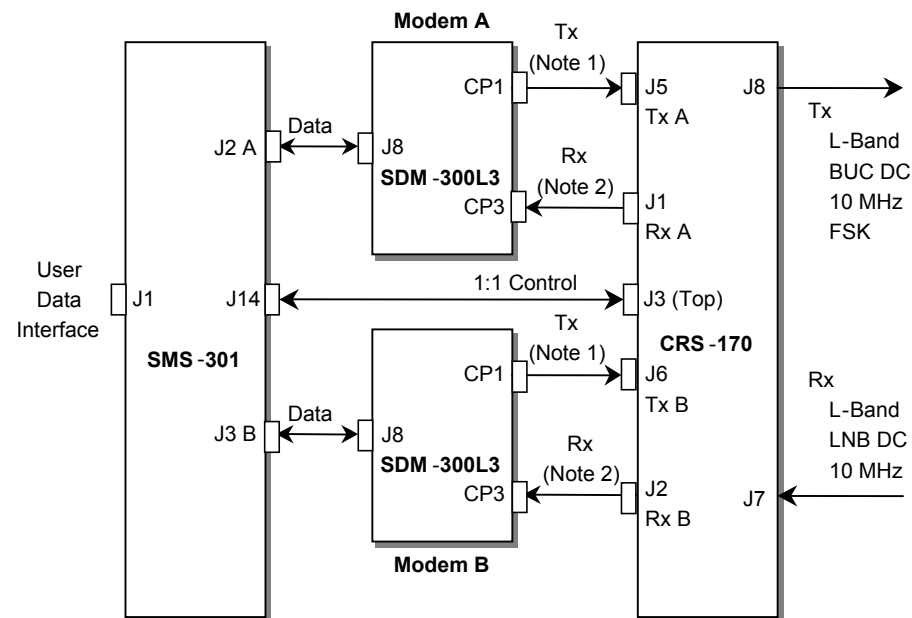 Modem A
Tx
(Note 1)
CP1
J5
Tx A
J8
Tx
L-Band
BUC DC
10 MHz
FSK
J2 A
Data
J8
SDM -300L3
CP3
Rx
(Note 2)
J1
Rx A
User
Data
Interface
J1
J14
1:1 Control
J3 (Top)
SMS -301
CRS -170
Tx
(Note 1)
CP1
J6
Tx B
Rx
L-Band
LNB DC
10 MHz
J7
J3 B
Data
J8
SDM -300L3
CP3
Rx
(Note 2)
J2
Rx B
Modem B